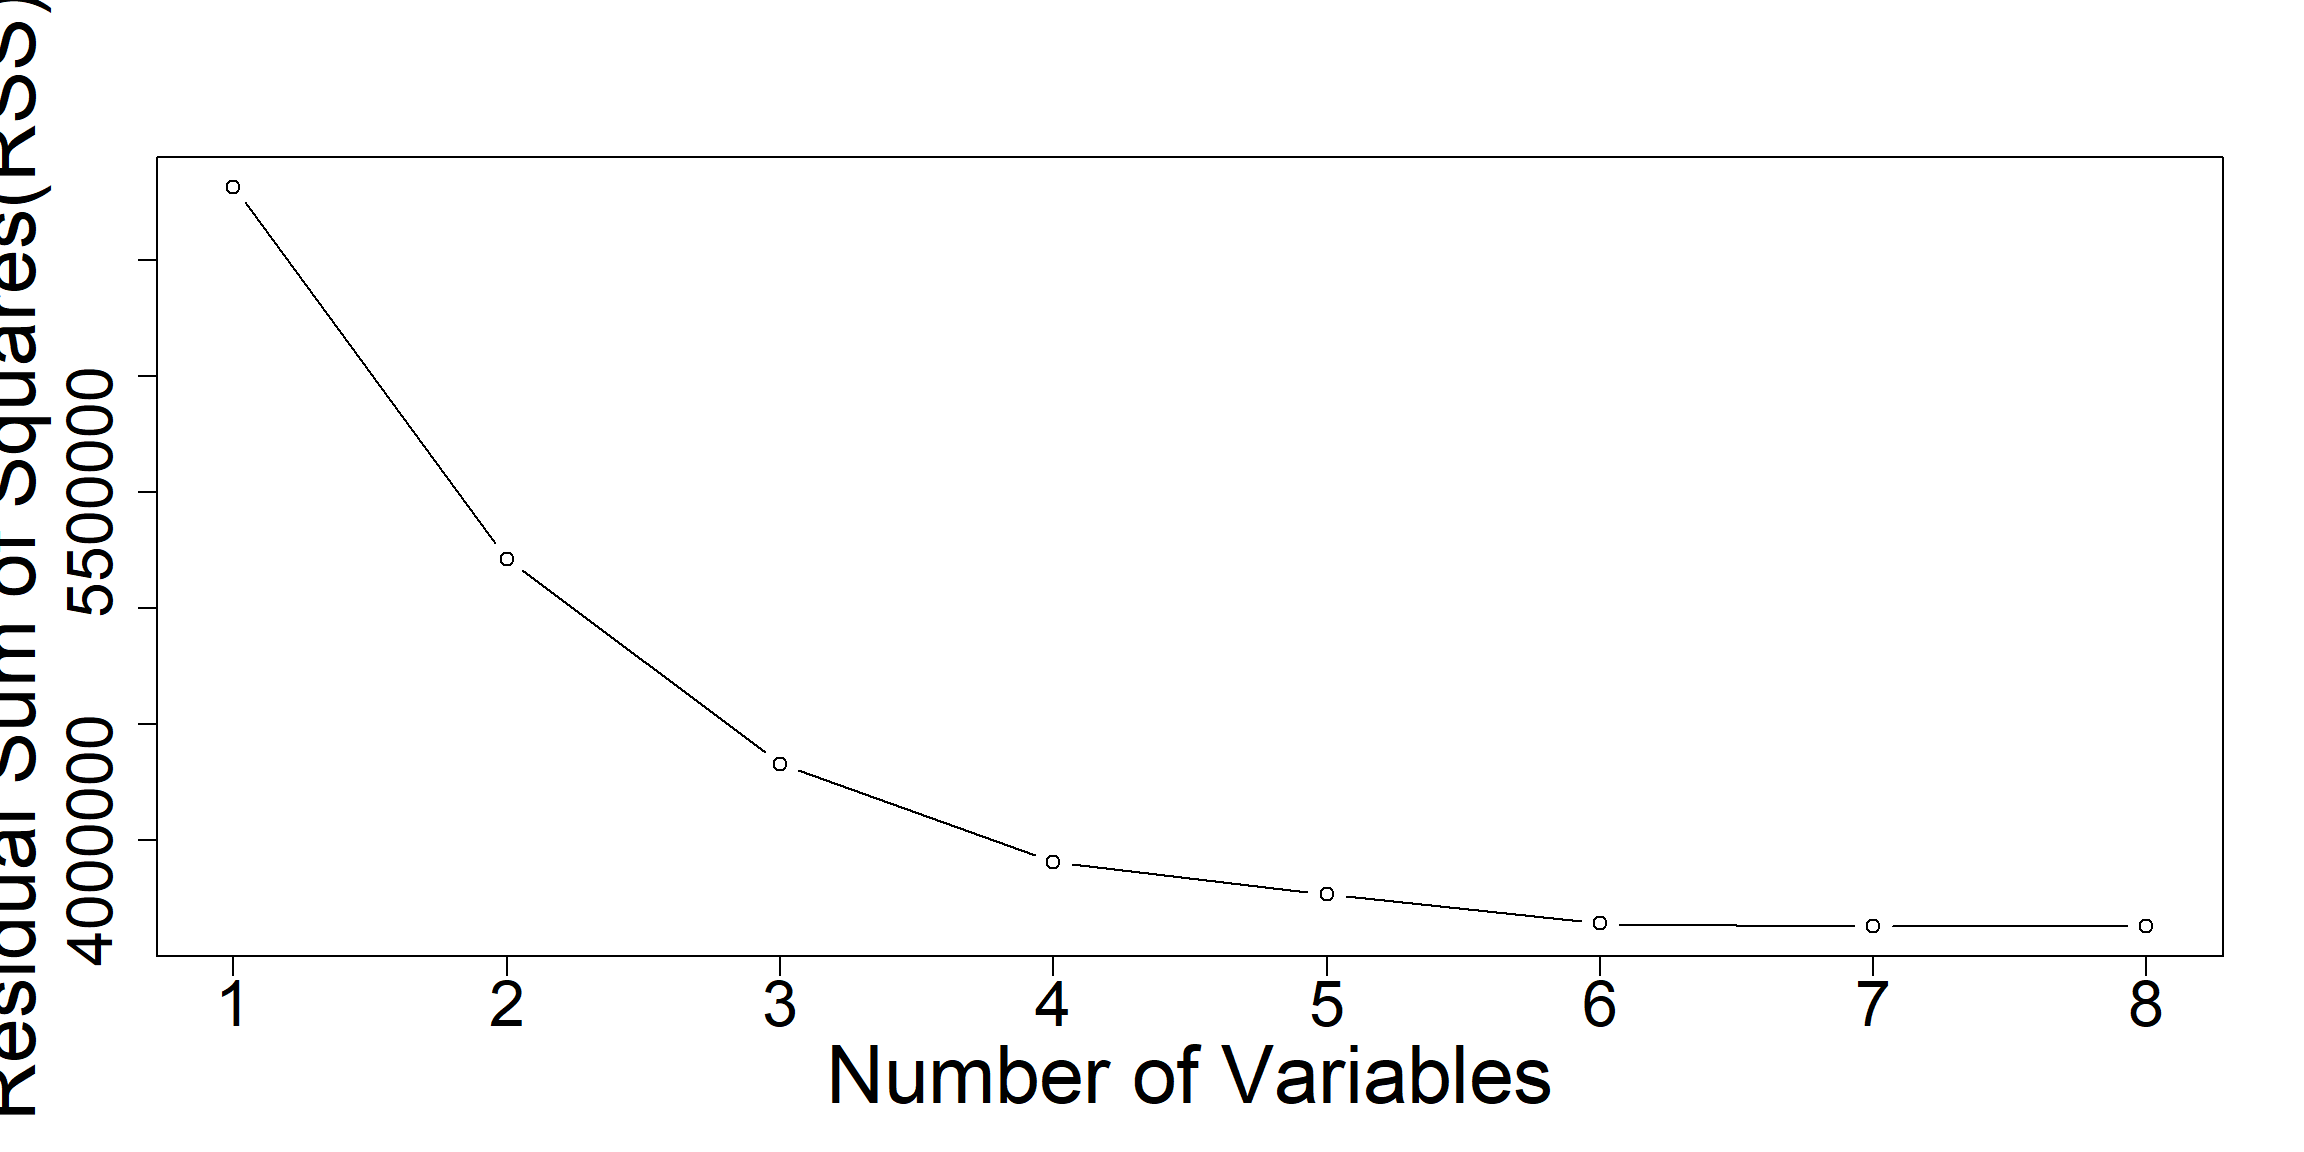 Residual Sum of Squares(RSS)
5500000
4000000
1 2 3 4 5 6 7 8
Number of Variables